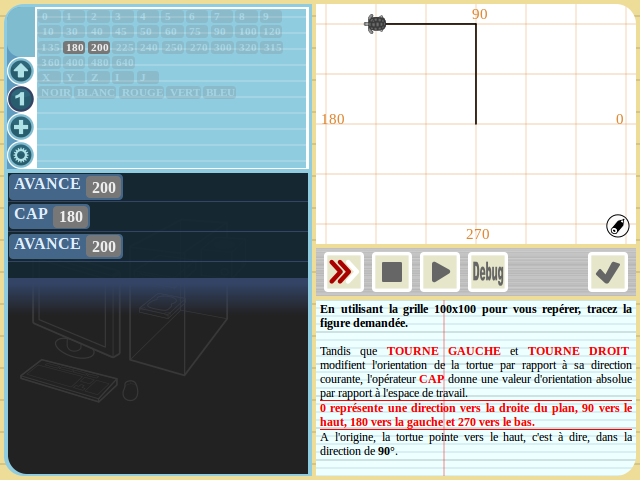 0 1 2 3 4 5 6 7 8 9
10 30 40 45 50 60 75 90 100 120
135 180 200 225 240 250 270 300 320 315
360 400 480 640
X Y Z I J
NOIR BLANC ROUGE VERT BLEU
1
AVANCE 200
CAP 180
AVANCE 200
90
180 0
270
Debug
En utilisant la grille 100x100 pour vous repérer, tracez la
figure demandée.
Tandis que TOURNE GAUCHE et TOURNE DROIT
modifient l'orientation de la tortue par rapport à sa direction
courante, l'opérateur CAP donne une valeur d'orientation absolue
par rapport à l'espace de travail.
0 représente une direction vers la droite du plan, 90 vers le
haut, 180 vers la gauche et 270 vers le bas.
A l'origine, la tortue pointe vers le haut, c'est à dire, dans la
direction de 90°.